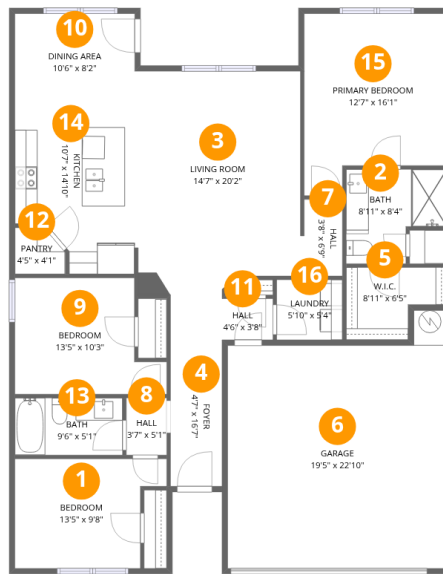 10
DINING AREA
10'6" x 8'2"
15
PRIMARY BEDROOM
12'7" x 16'1"
14
KITCHEN
10'7" x 14'10"
3
LIVING ROOM
14'7" x 20'2"
2
BATH
8'11" x 8'4"
7
HALL
3'8" x 6'9"
12
PANTRY
4'5" x 4'1"
5
W.I.C.
8'11" x 6'5"
16
LAUNDRY
5'10" x 5'4"
11
HALL
4'6" x 3'8"
9
BEDROOM
13'5" x 10'3"
4
FOYER
4'7" x 16'7"
13
BATH
9'6" x 5'1"
8
HALL
3'7" x 5'1"
6
GARAGE
19'5" x 22'10"
1
BEDROOM
13'5" x 9'8"